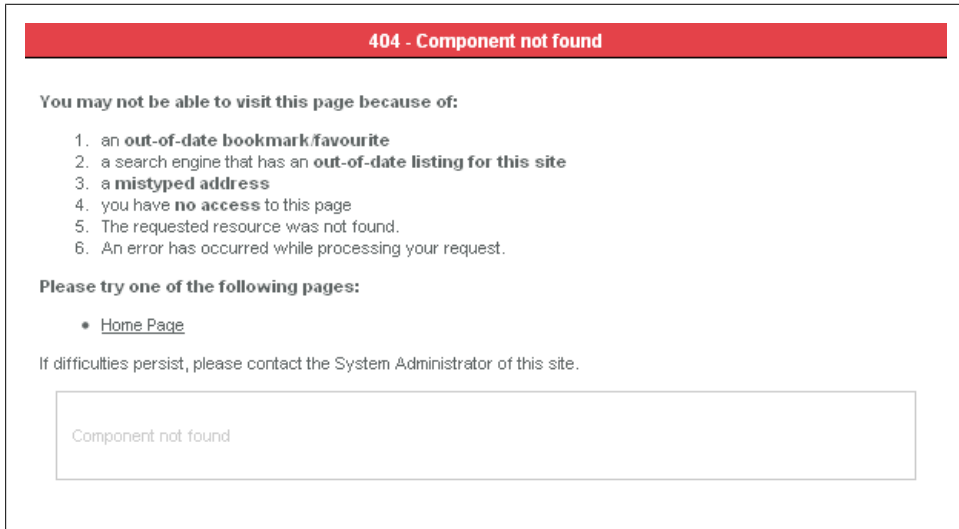 404 - Component not found
You may not be able to visit this page because of:
1. an out-of-date bookmark/favourite
2. a search engine that has an out-of-date listing for this site
3. a mistyped address
4. you have no access to this page
5. The requested resource was not found.
6. An error has occurred while processing your request.
Please try one of the following pages:
• Home Page
If difficulties persist, please contact the System Administrator of this site.
Component not found